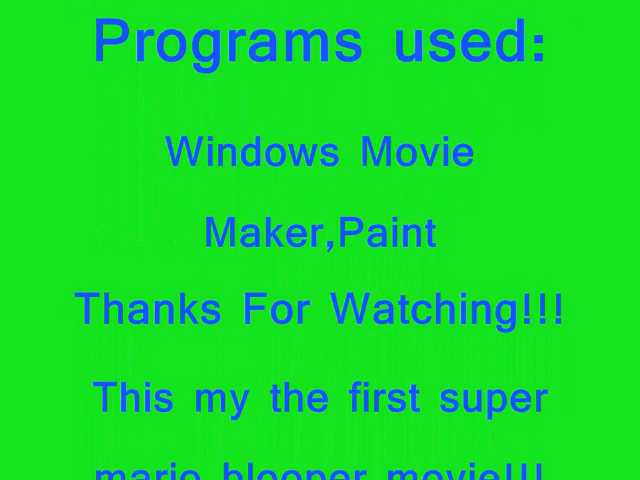 Programs used:
Windows Movie
Maker,Paint
Thanks For Watching!!!
This my the first super
mario blooper movie!!!